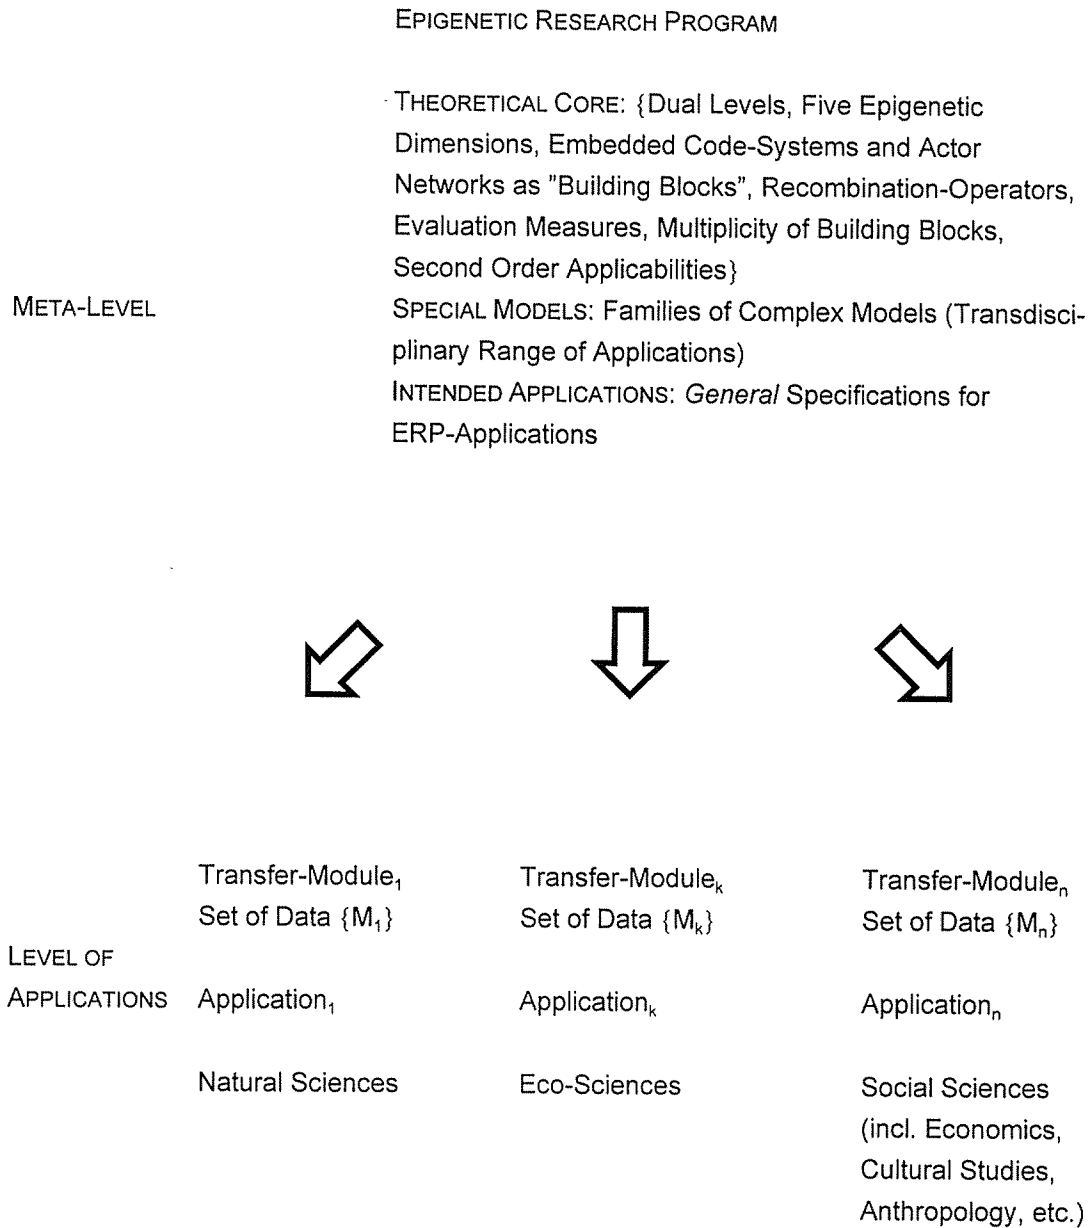 EPIGENETIC RESEARCH PROGRAM
THEORETICAL CORE: {Dual Levels, Five Epigenetic
Dimensions, Embedded Code-Systems and Actor
Networks as "Building Blocks", Recombination-Operators,
Evaluation Measures, Multiplicity of Building Blocks,
Second Order Applicabilities}
META-LEVEL
SPECIAL MODELS: Families of Complex Models (Transdisci-
plinary Range of Applications)
INTENDED APPLICATIONS: General Specifications for
ERP-Applications
LEVEL OF
APPLICATIONS
Transfer-Module₁
Set of Data {M₁}
Application₁
Natural Sciences
Transfer-Moduleₖ
Set of Data {Mₖ}
Applicationₖ
Eco-Sciences
Transfer-Moduleₙ
Set of Data {Mₙ}
Applicationₙ
Social Sciences
(incl. Economics,
Cultural Studies,
Anthropology, etc.)